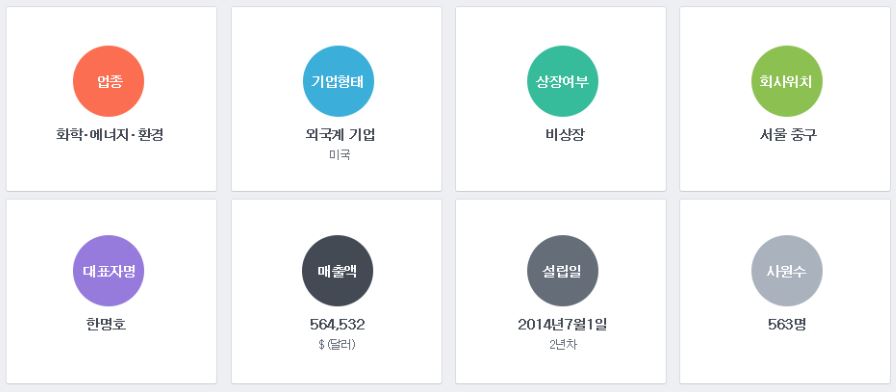 업종
화학·에너지·환경
기업형태
외국계 기업
미국
상장여부
비상장
회사위치
서울 중구
대표자명
한명호
매출액
564,532
$ (달러)
설립일
2014년7월1일
2년차
사원수
563명